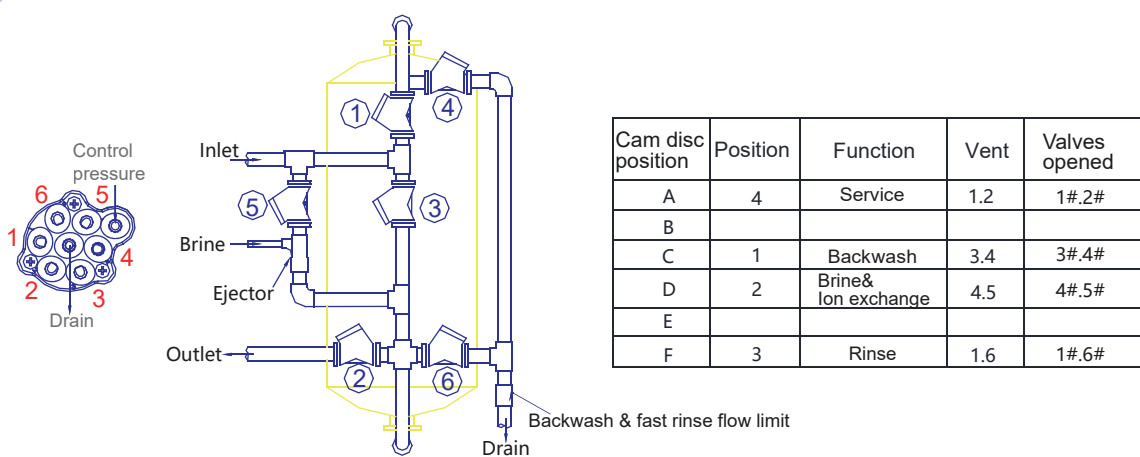 Control
pressure
6
5
1
4
2
3
Drain
1
4
Inlet
5
3
Brine
Ejector
Outlet
2
6
Backwash & fast rinse flow limit
Drain
Cam disc position Position Function Vent Valves opened
A 4 Service 1.2 1#.2#
B
C 1 Backwash 3.4 3#.4#
D 2 Brine& Ion exchange 4.5 4#.5#
E
F 3 Rinse 1.6 1#.6#